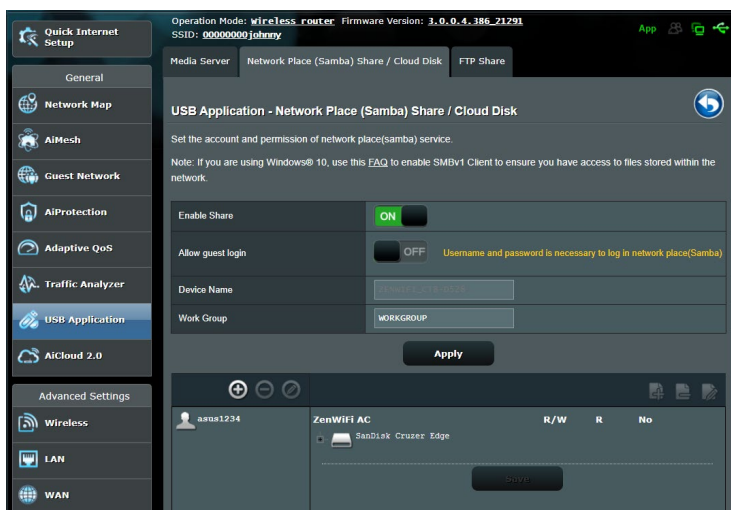 Quick Internet
Setup
General
Network Map
AiMesh
Guest Network
AiProtection
Adaptive QoS
Traffic Analyzer
USB Application
AiCloud 2.0
Advanced Settings
Wireless
LAN
WAN
Operation Mode: Wireless router Firmware Version: 3.0.0.4.386_21291
SSID: 00000000johnny
App
Media Server
Network Place (Samba) Share / Cloud Disk
FTP Share
USB Application - Network Place (Samba) Share / Cloud Disk
Set the account and permission of network place(samba) service.
Note: If you are using Windows® 10, use this FAQ to enable SMBv1 Client to ensure you have access to files stored within the
network.
Enable Share
ON
Allow guest login
OFF
Username and password is necessary to log in network place(Samba)
Device Name
Work Group
WORKGROUP
Apply
asus1234
ZenWiFi AC
R/W
R
No
SanDisk Cruzer Edge
Save